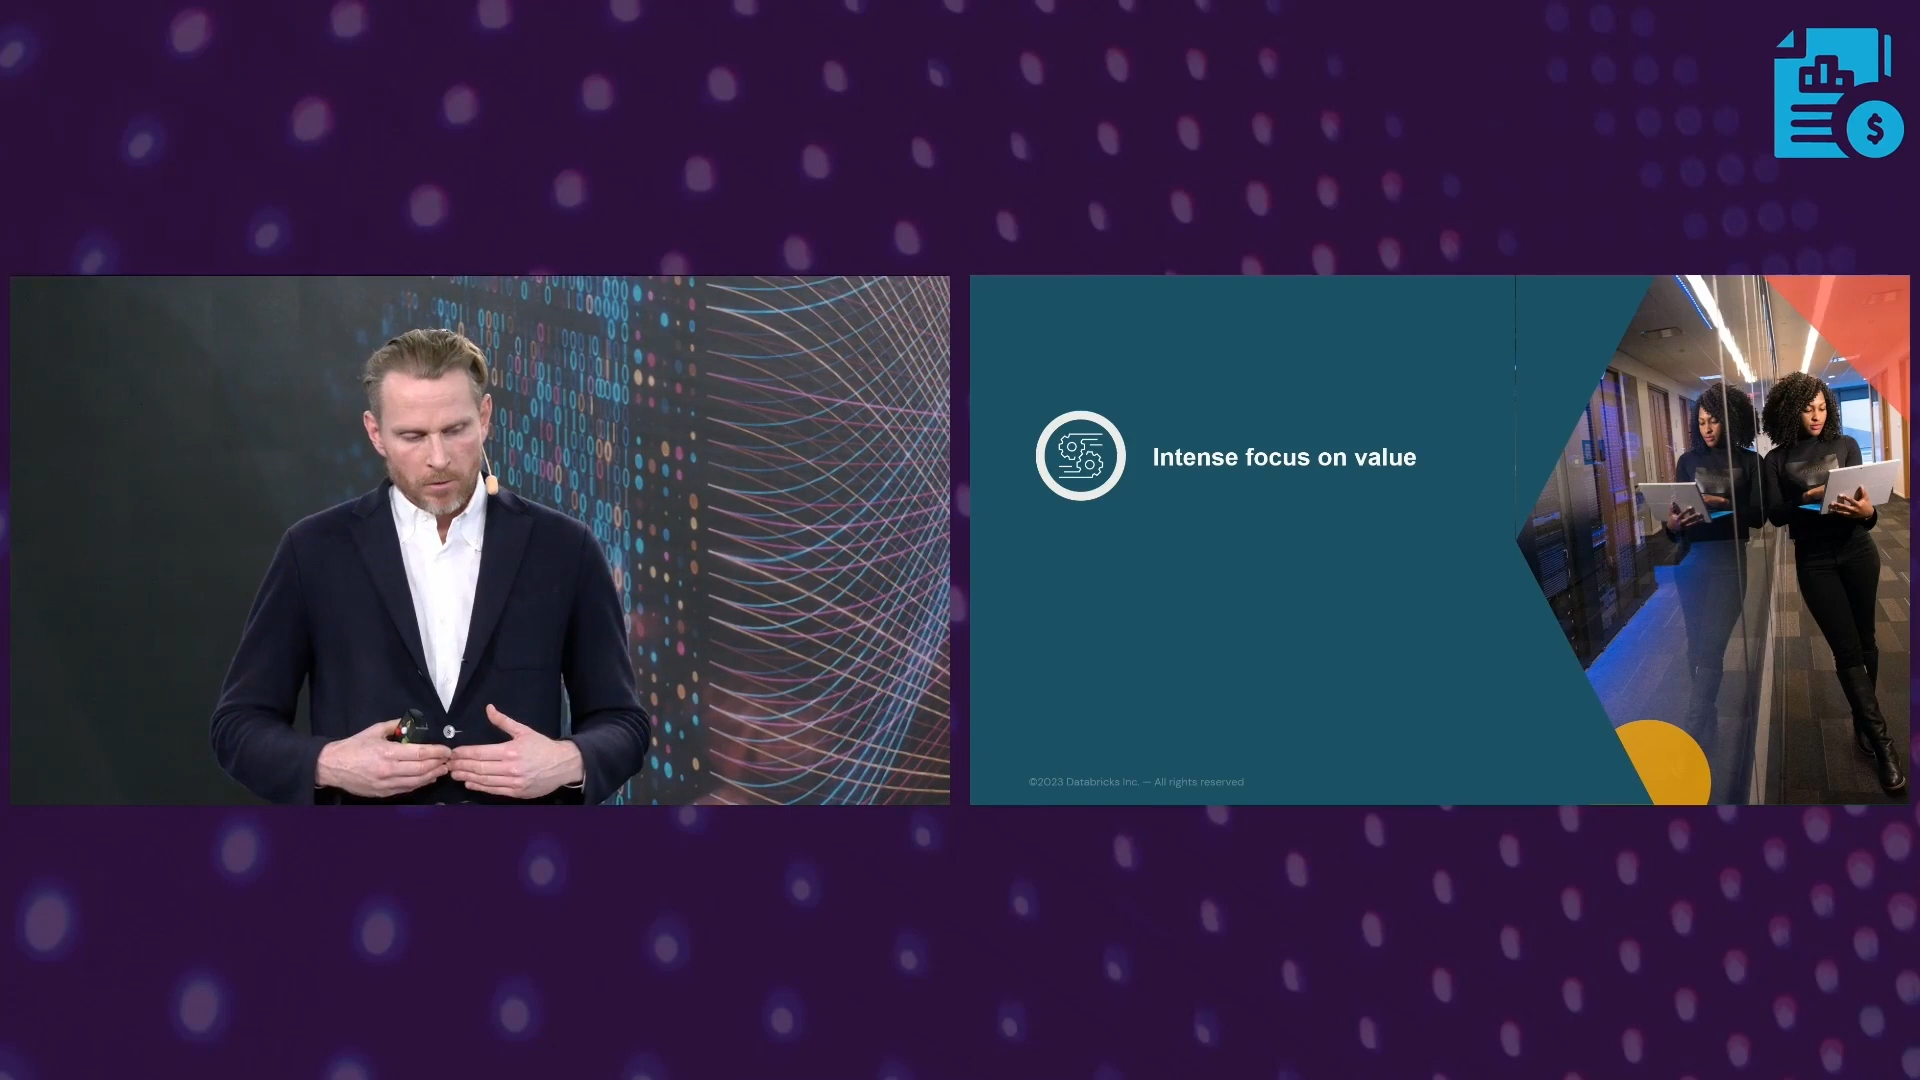 $
Intense focus on value
©2023 Databricks Inc. — All rights reserved